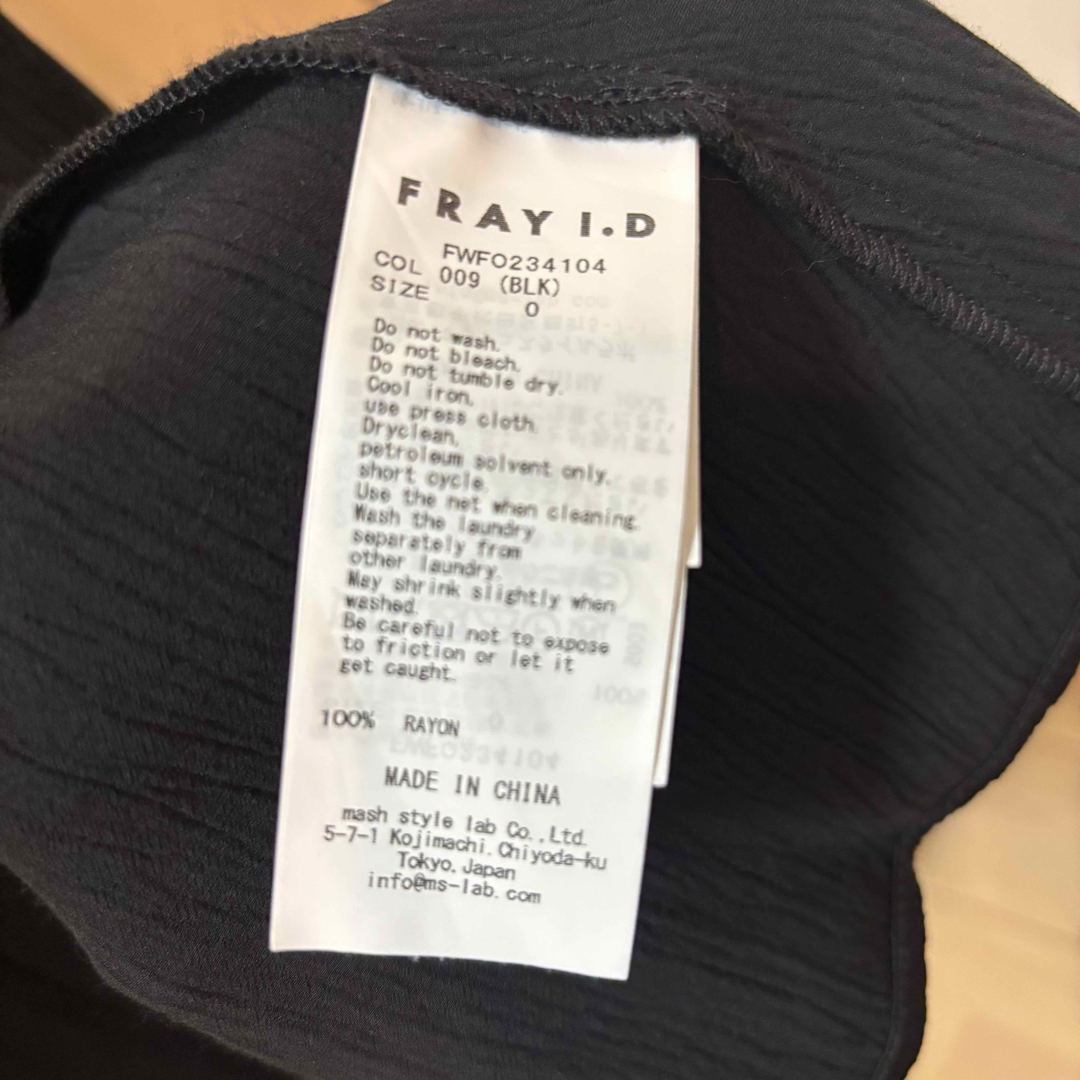 FRAY I.D
FWFO234104
COL 009 (BLK)
SIZE 0
Do not wash.
Do not bleach.
Do not tumble dry.
Cool iron.
use press cloth.
Dryclean.
petroleum solvent only.
short cycle.
Use the net when cleaning.
Wash the laundry
separately from
other laundry.
May shrink slightly when
washed.
Be careful not to expose
to friction or let it
get caught.
100% RAYON
MADE IN CHINA
mash style lab Co.,Ltd.
5-7-1 Kojimachi.Chiyoda-ku
Tokyo.Japan
info@ms-lab.com